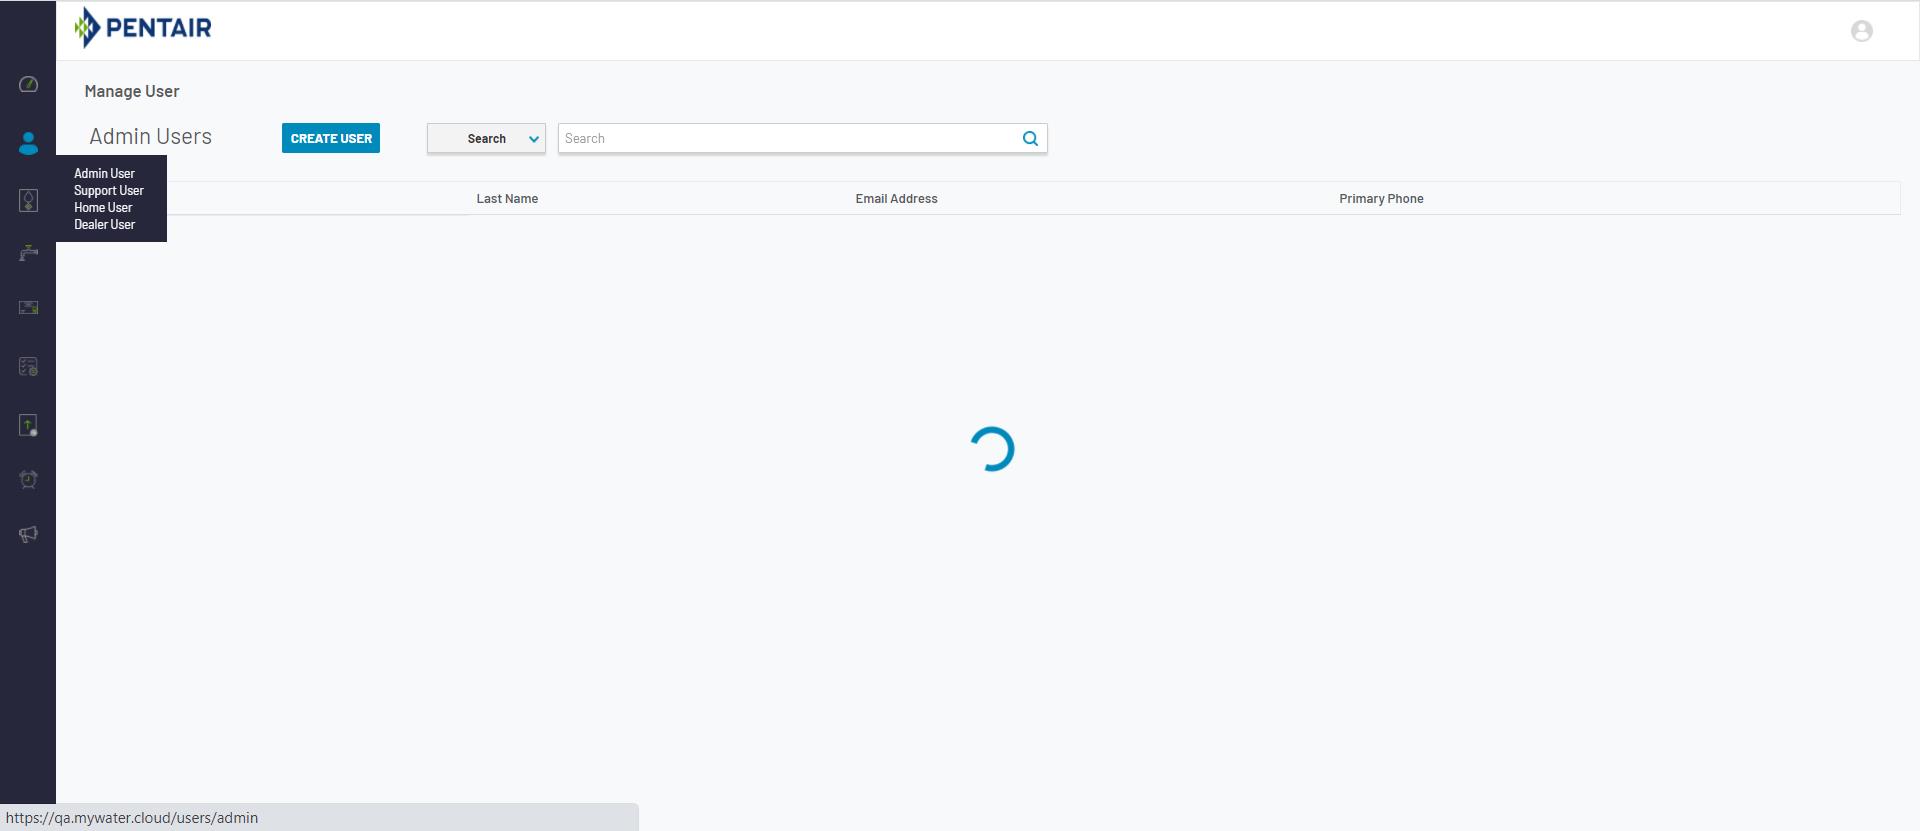 PENTAIR
Manage User
Admin Users
CREATE USER
Search
Search
Admin User
Support User
Home User
Dealer User
Last Name
Email Address
Primary Phone
https://qa.mywater.cloud/users/admin